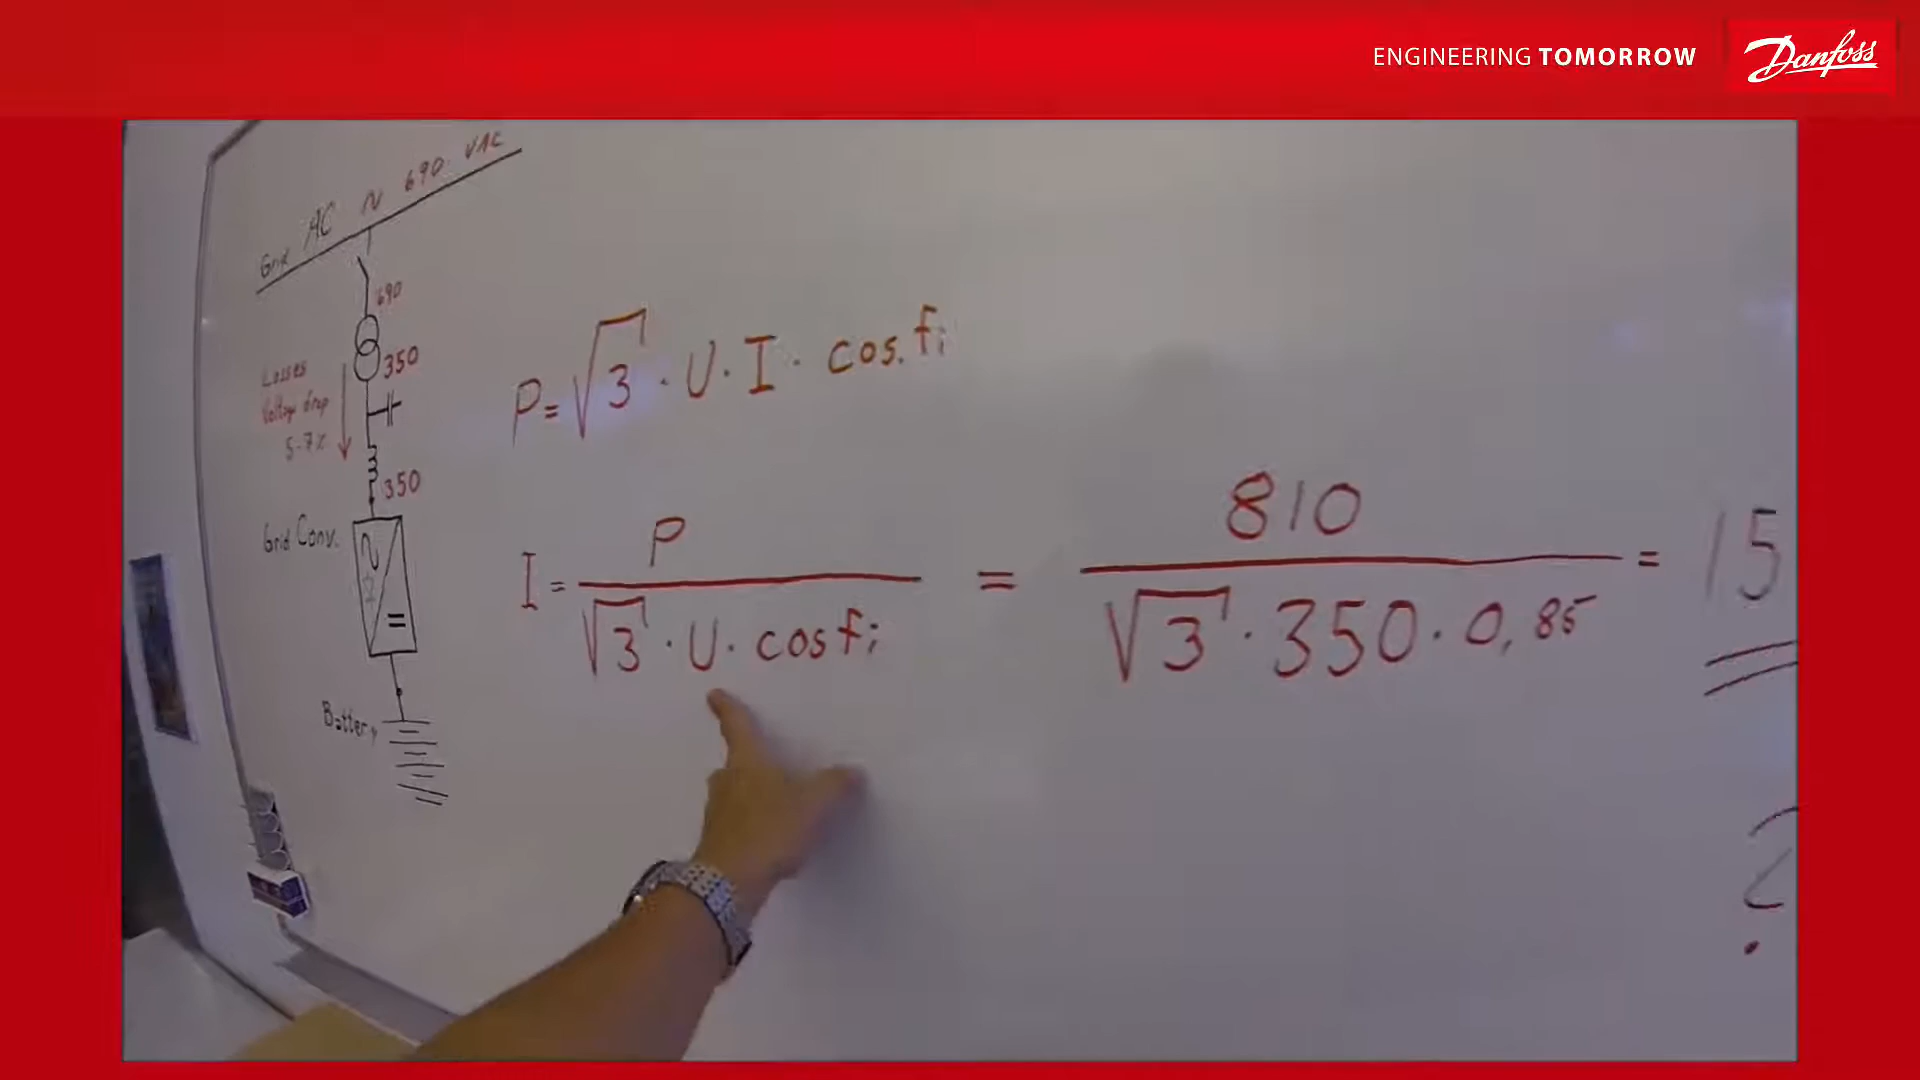 ENGINEERING TOMORROW
Danfoss
Grid AC ~ 690 VAC
690
350
Losses
Voltage drop
5-7%
350
Grid Conv.
Battery
P = √3 · U · I · cos. fi
I = P / √3 · U · cos fi = 810 / √3 · 350 · 0,85 = 15
?